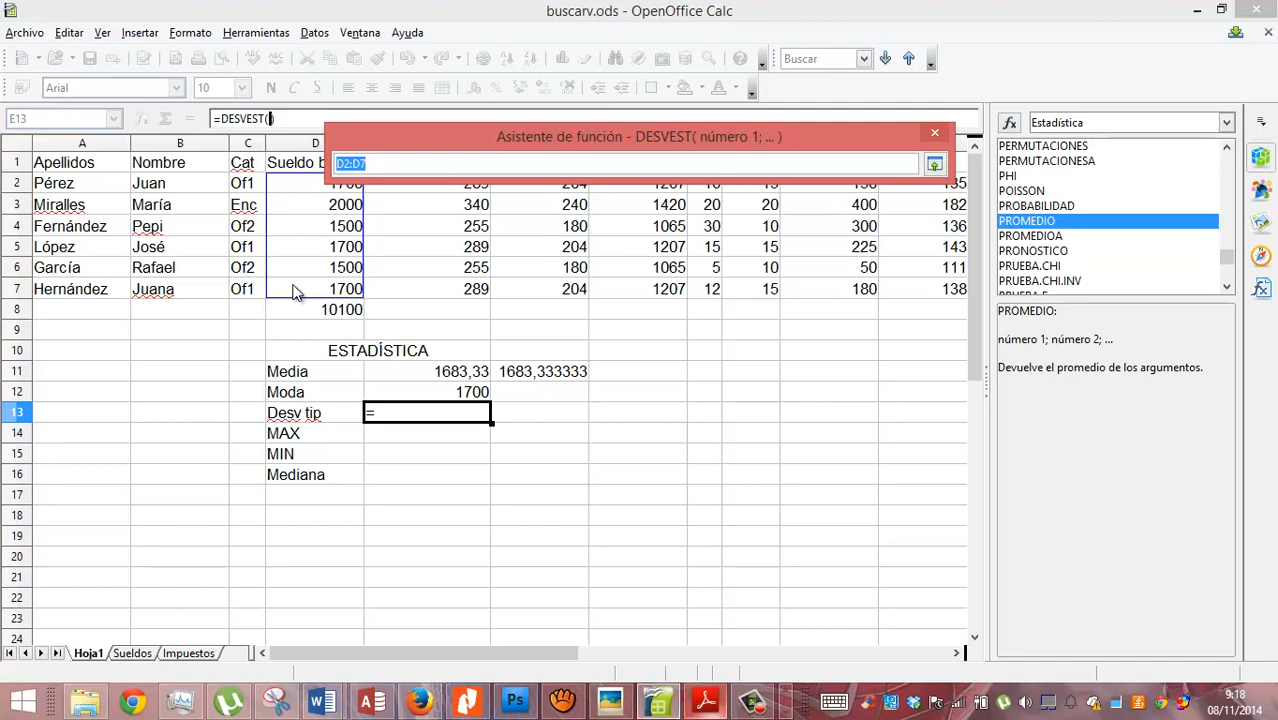 buscarv.ods - OpenOffice Calc
Archivo Editar Ver Insertar Formato Herramientas Datos Ventana Ayuda
Buscar
Arial 10 N C S
E13 =DESVEST()
Asistente de función - DESVEST( número 1; ... )
D2:D7
A B C D
1 Apellidos Nombre Cat Sueldo b
2 Pérez Juan Of1 1700 289 204 1207 15 135
3 Miralles María Enc 2000 340 240 1420 20 20 400 182
4 Fernández Pepi Of2 1500 255 180 1065 30 10 300 136
5 López José Of1 1700 289 204 1207 15 15 225 143
6 García Rafael Of2 1500 255 180 1065 5 10 50 111
7 Hernández Juana Of1 1700 289 204 1207 12 15 180 138
8 10100
9
10 ESTADÍSTICA
11 Media 1683,33 1683,333333
12 Moda 1700
13 Desv tip =
14 MAX
15 MIN
16 Mediana
17
18
19
20
21
22
23
24
Hoja1 Sueldos Impuestos
Estadística
PERMUTACIONES
PERMUTACIONESA
PHI
POISSON
PROBABILIDAD
PROMEDIO
PROMEDIOA
PRONOSTICO
PRUEBA.CHI
PRUEBA.CHI.INV
PROMEDIO:
número 1; número 2; ...
Devuelve el promedio de los argumentos.
9:18
08/11/2014